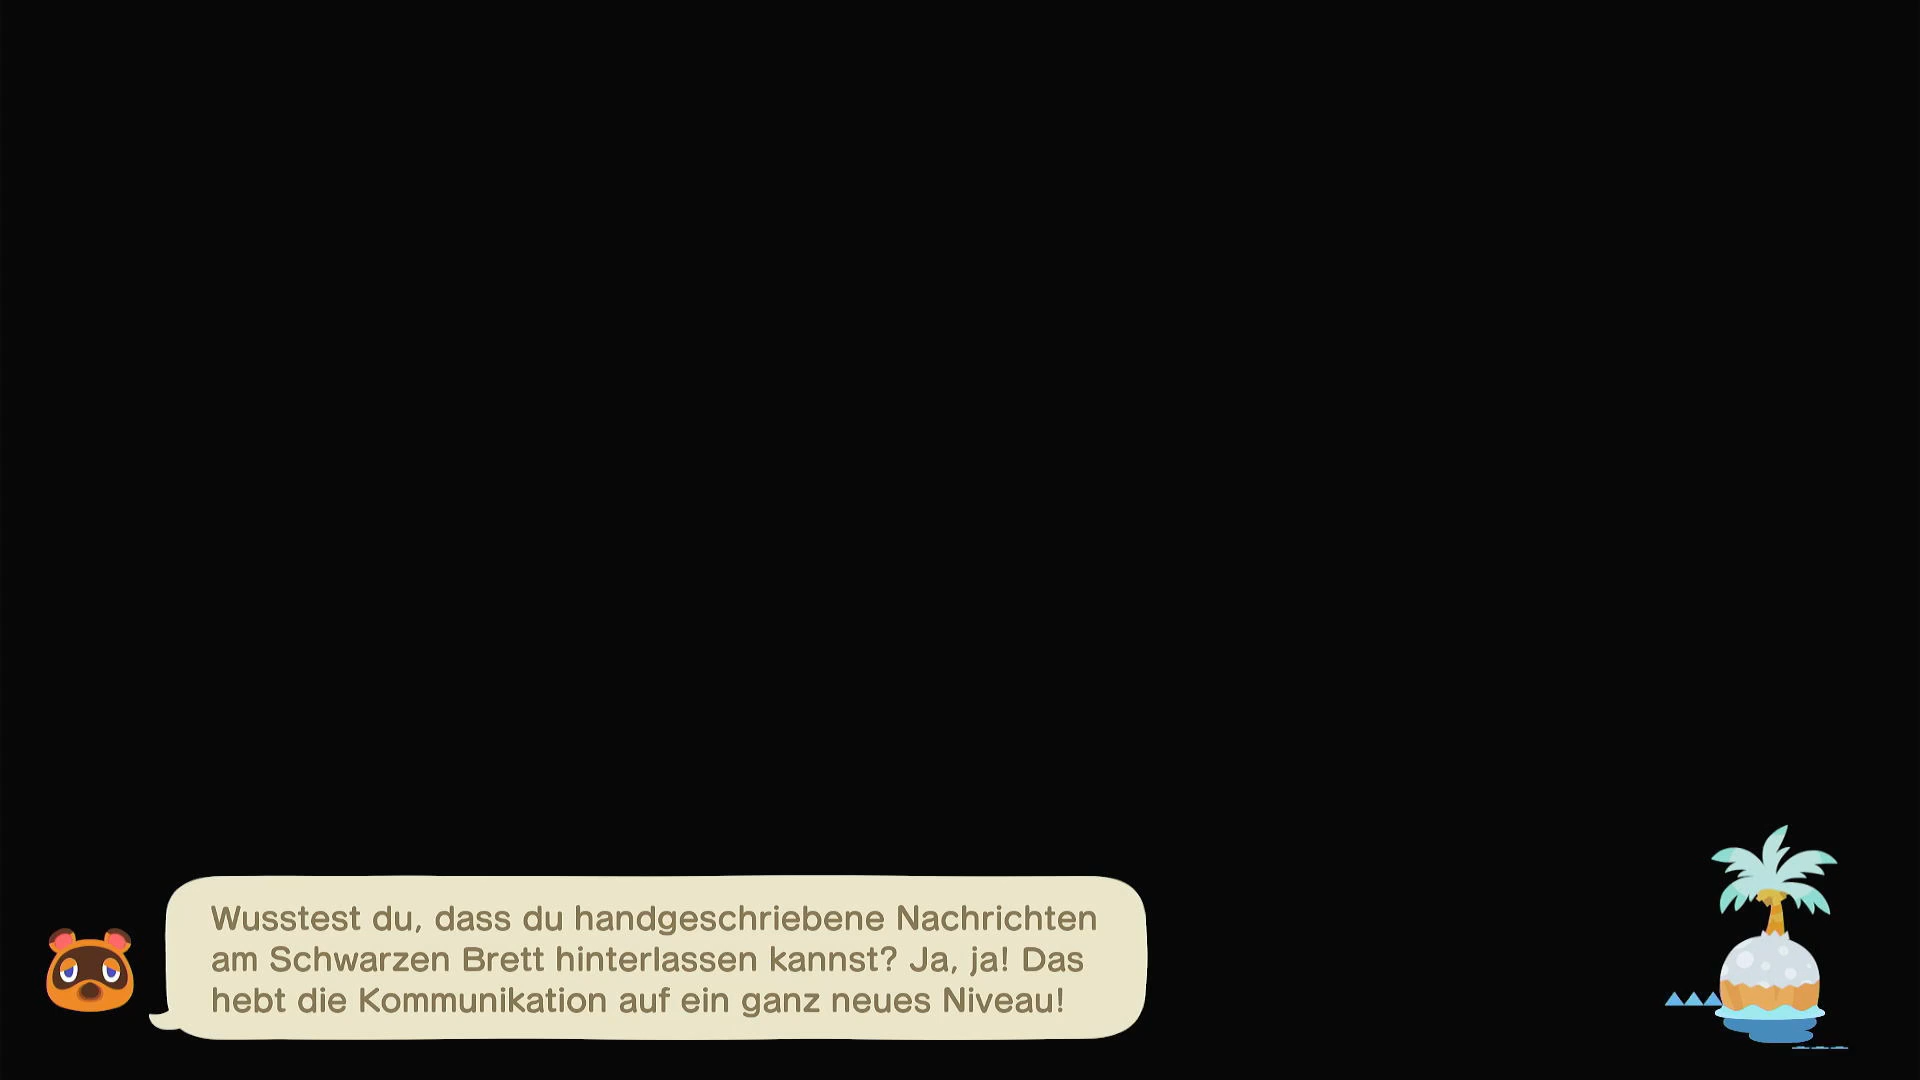 Wusstest du, dass du handgeschriebene Nachrichten
am Schwarzen Brett hinterlassen kannst? Ja, ja! Das
hebt die Kommunikation auf ein ganz neues Niveau!